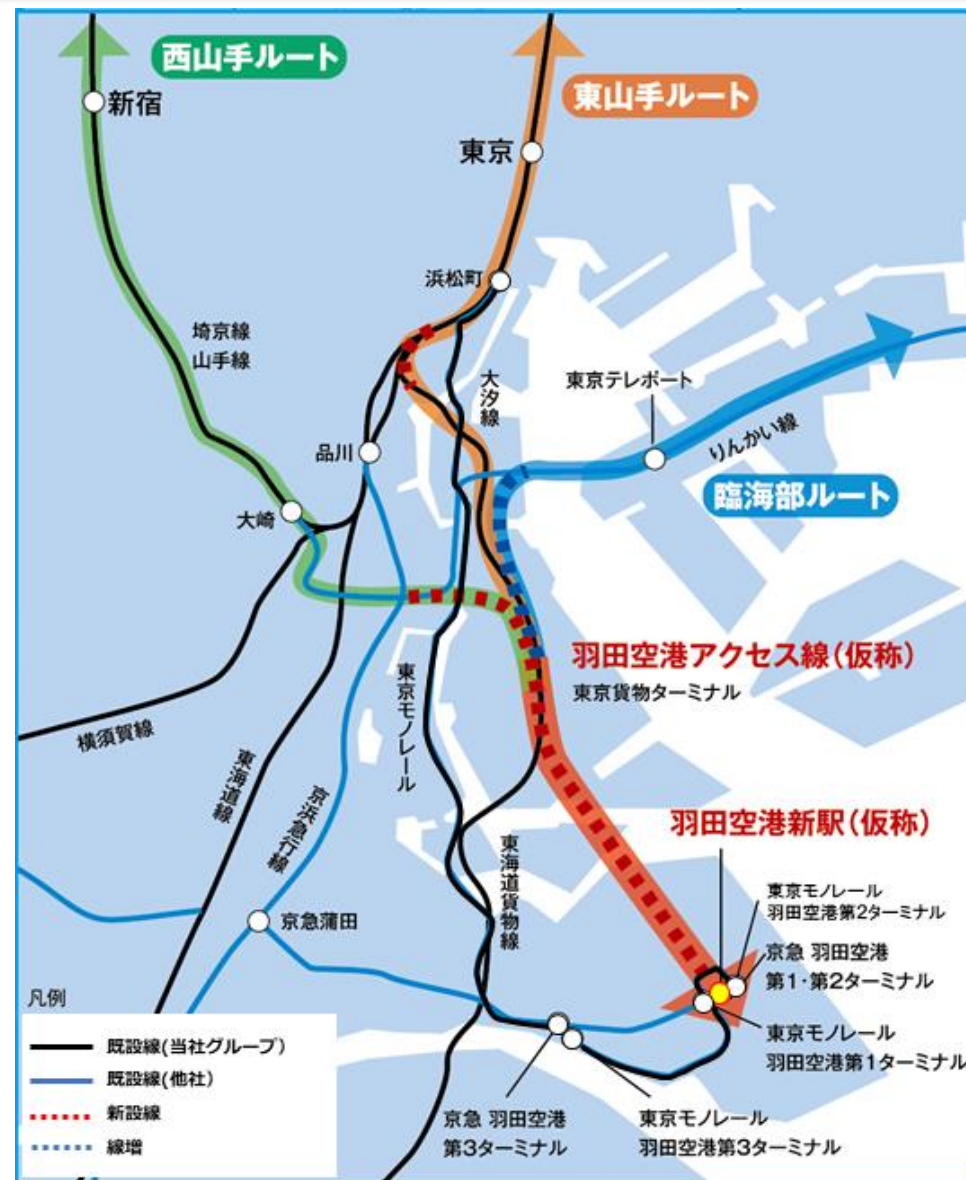 西山手ルート
新宿
東山手ルート
東京
浜松町
埼京線
山手線
大汐線
東京テレポート
りんかい線
品川
臨海部ルート
大崎
羽田空港アクセス線(仮称)
東京貨物ターミナル
東京モノレール
横須賀線
東海道線
京浜急行線
羽田空港新駅(仮称)
東海道貨物線
東京モノレール
羽田空港第2ターミナル
京急蒲田
京急 羽田空港
第1・第2ターミナル
東京モノレール
羽田空港第1ターミナル
京急 羽田空港
第3ターミナル
東京モノレール
羽田空港第3ターミナル
凡例
既設線(当社グループ)
既設線(他社)
新設線
線増